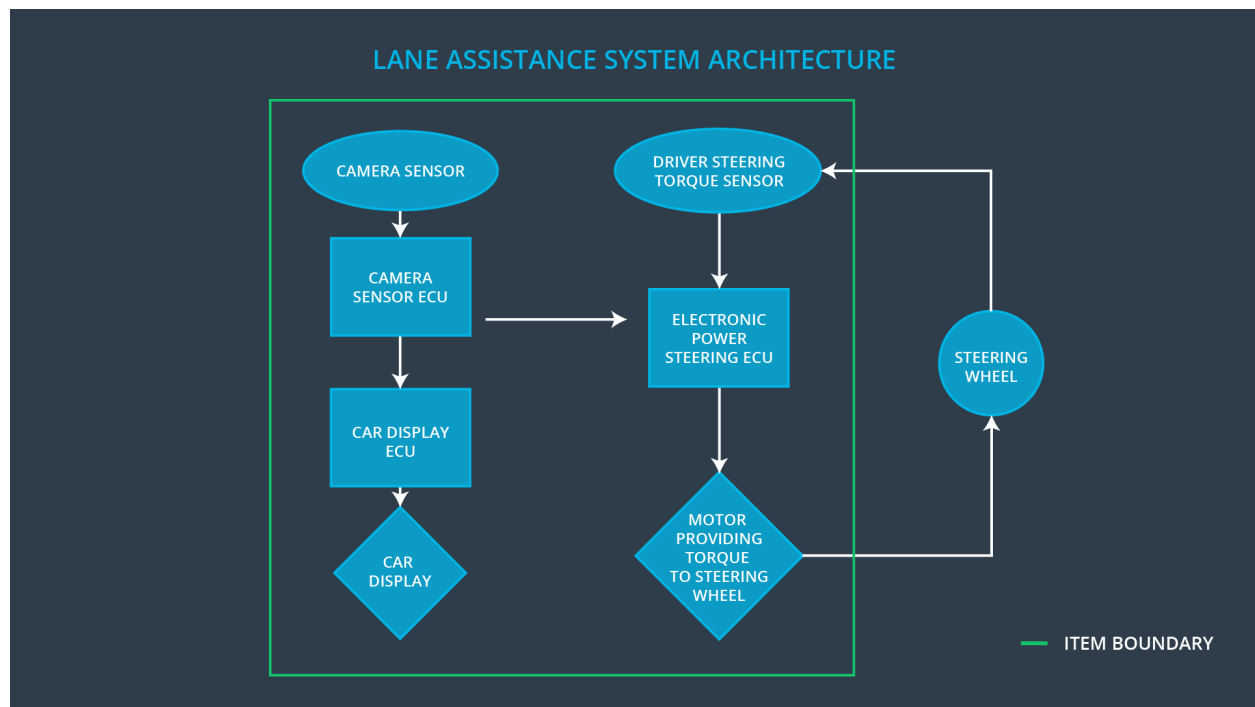 LANE ASSISTANCE SYSTEM ARCHITECTURE
CAMERA SENSOR
CAMERA
SENSOR ECU
CAR DISPLAY
ECU
CAR
DISPLAY
DRIVER STEERING
TORQUE SENSOR
ELECTRONIC
POWER
STEERING ECU
MOTOR
PROVIDING
TORQUE
TO STEERING
WHEEL
STEERING
WHEEL
ITEM BOUNDARY